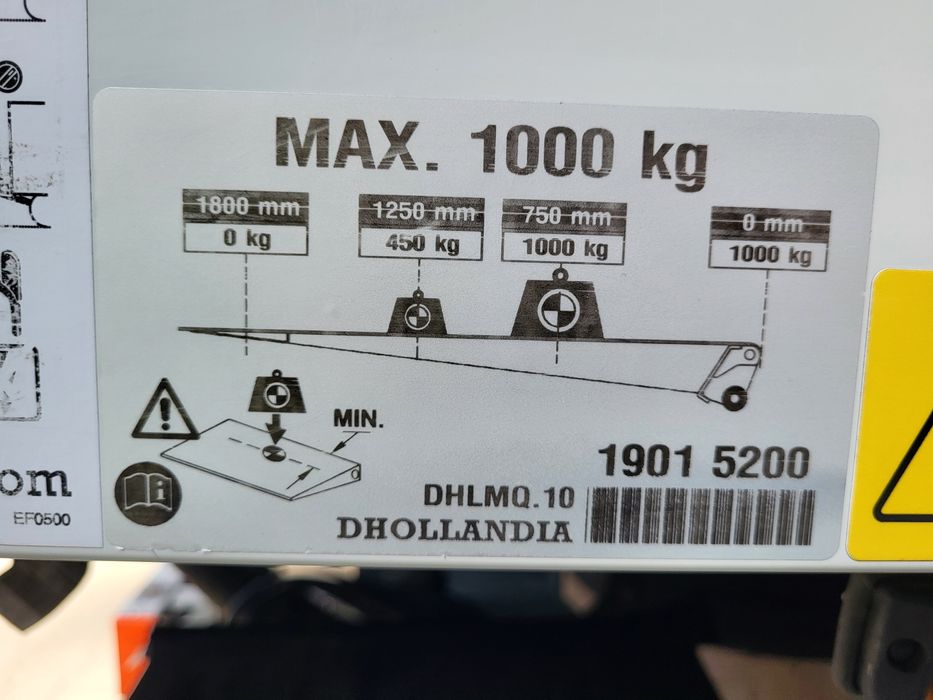 MAX. 1000 kg
1800 mm
0 kg
1250 mm
450 kg
750 mm
1000 kg
0 mm
1000 kg
MIN.
1901 5200
DHLMQ.10
DHOLLANDIA
om
EF0500